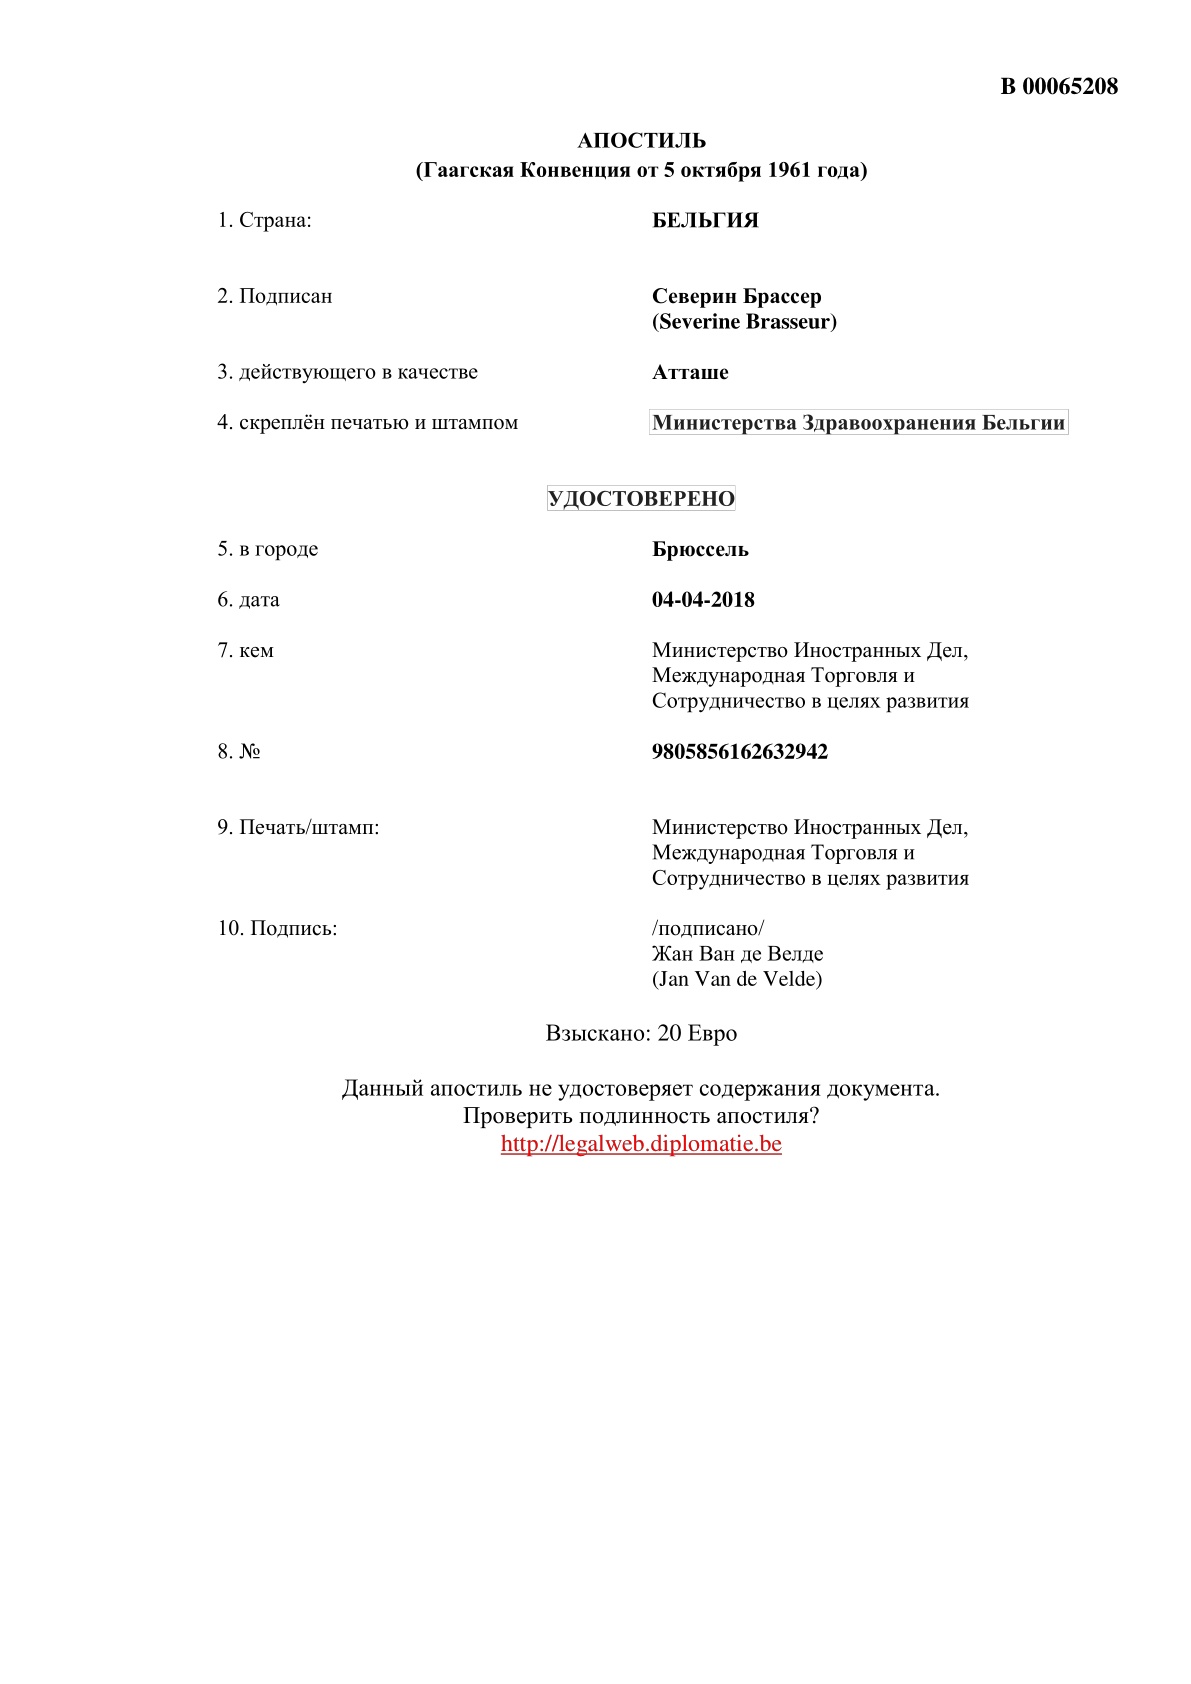 В 00065208
АПОСТИЛЬ
(Гаагская Конвенция от 5 октября 1961 года)
1. Страна: БЕЛЬГИЯ
2. Подписан Северин Брассер
(Severine Brasseur)
3. действующего в качестве Атташе
4. скреплён печатью и штампом Министерства Здравоохранения Бельгии
УДОСТОВЕРЕНО
5. в городе Брюссель
6. дата 04-04-2018
7. кем Министерство Иностранных Дел,
Международная Торговля и
Сотрудничество в целях развития
8. № 9805856162632942
9. Печать/штамп: Министерство Иностранных Дел,
Международная Торговля и
Сотрудничество в целях развития
10. Подпись: /подписано/
Жан Ван де Велде
(Jan Van de Velde)
Взыскано: 20 Евро
Данный апостиль не удостоверяет содержания документа.
Проверить подлинность апостиля?
http://legalweb.diplomatie.be